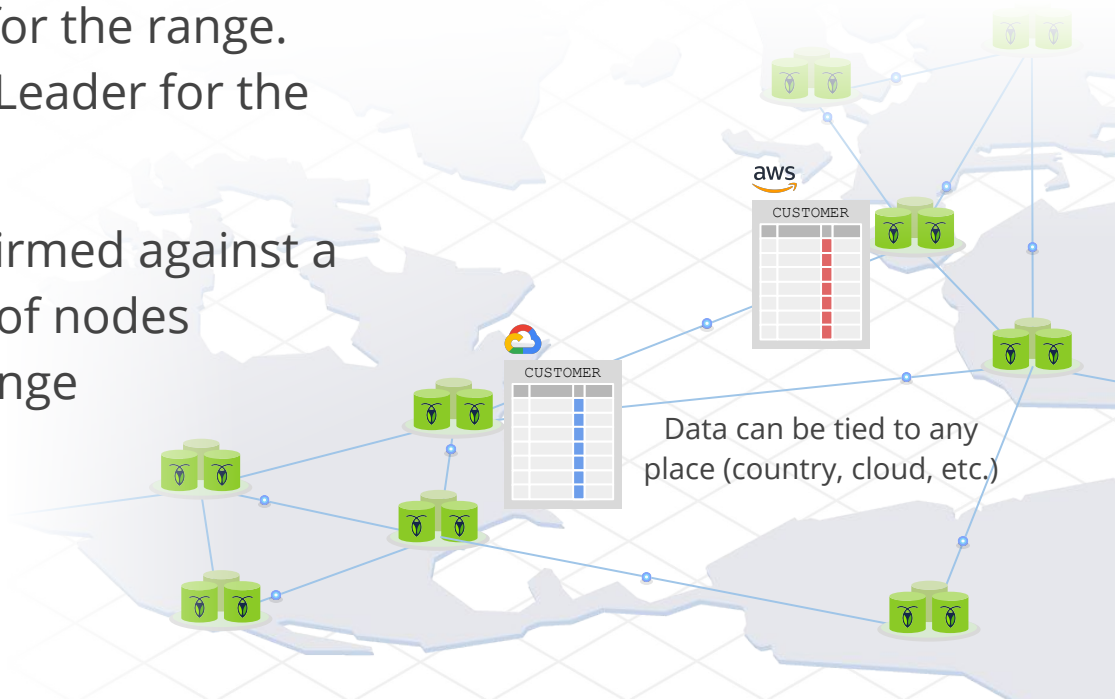 for the range.
Leader for the
irmed against a
of nodes
nge
aws
CUSTOMER
CUSTOMER
Data can be tied to any
place (country, cloud, etc.)